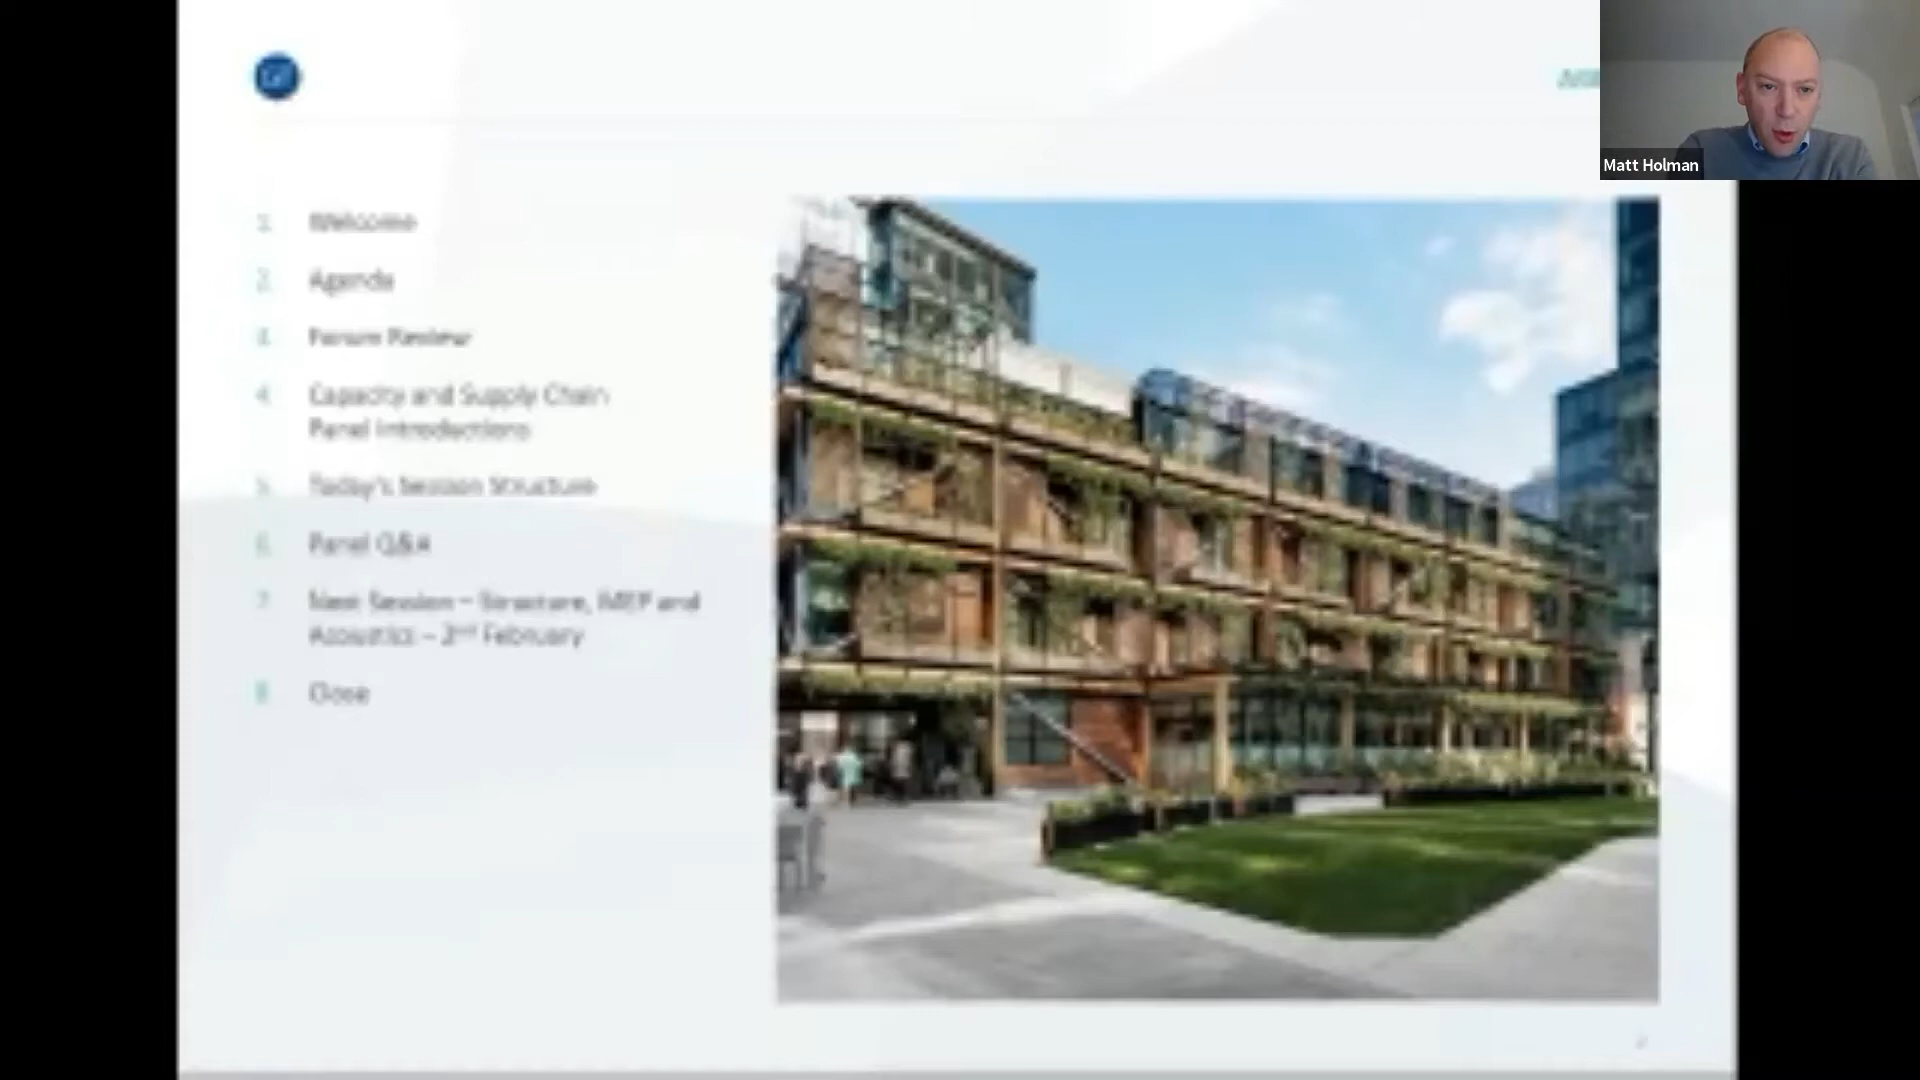 1. Welcome
2. Agenda
3. Forum Review
4. Capacity and Supply Chain
Panel Introductions
5. Today's Session Structure
6. Panel Q&A
7. Next Session – Structure, MEP and
Acoustics – 2nd February
8. Close
Matt Holman